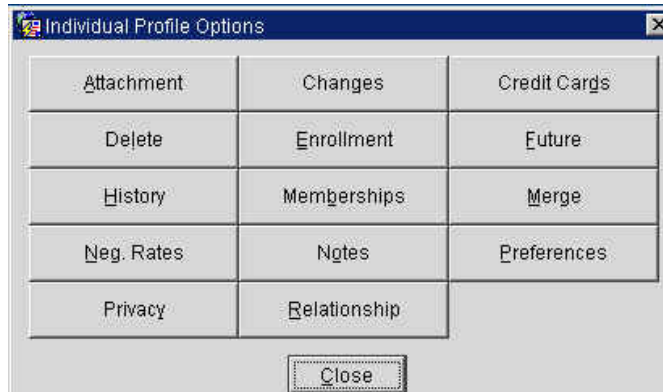 Individual Profile Options
Attachment Changes Credit Cards
Delete Enrollment Future
History Memberships Merge
Neg. Rates Notes Preferences
Privacy Relationship
Close